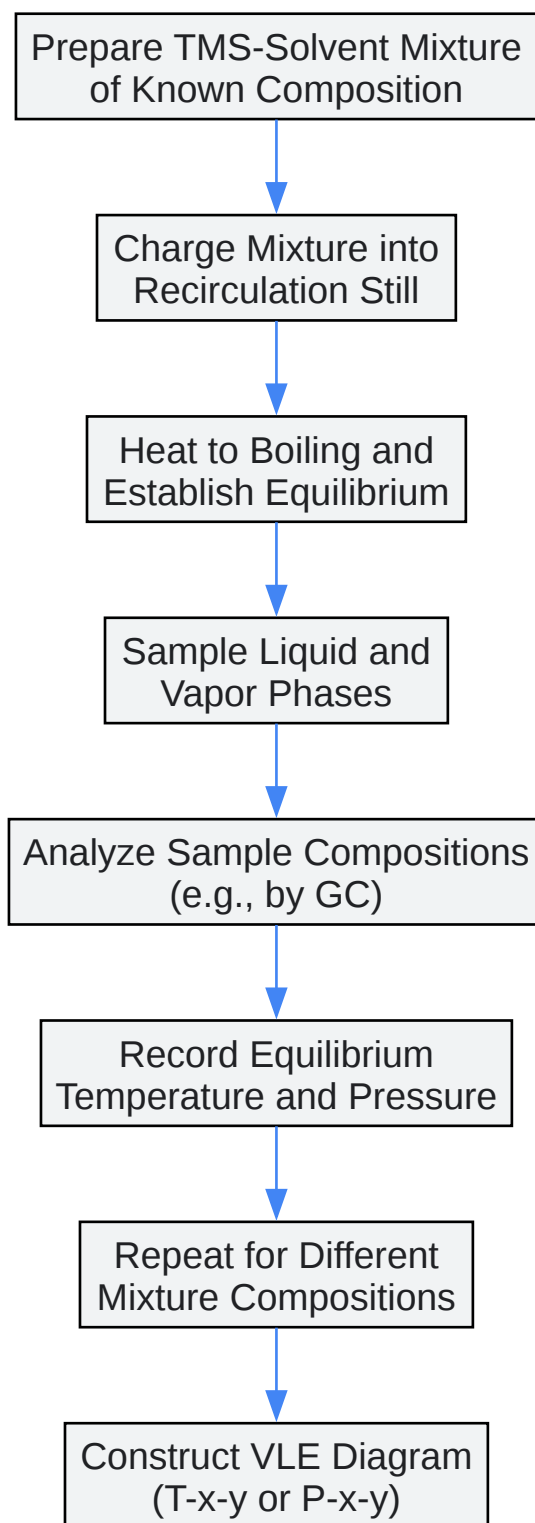 Prepare TMS-Solvent Mixture
of Known Composition
Charge Mixture into
Recirculation Still
Heat to Boiling and
Establish Equilibrium
Sample Liquid and
Vapor Phases
Analyze Sample Compositions
(e.g., by GC)
Record Equilibrium
Temperature and Pressure
Repeat for Different
Mixture Compositions
Construct VLE Diagram
(T-x-y or P-x-y)